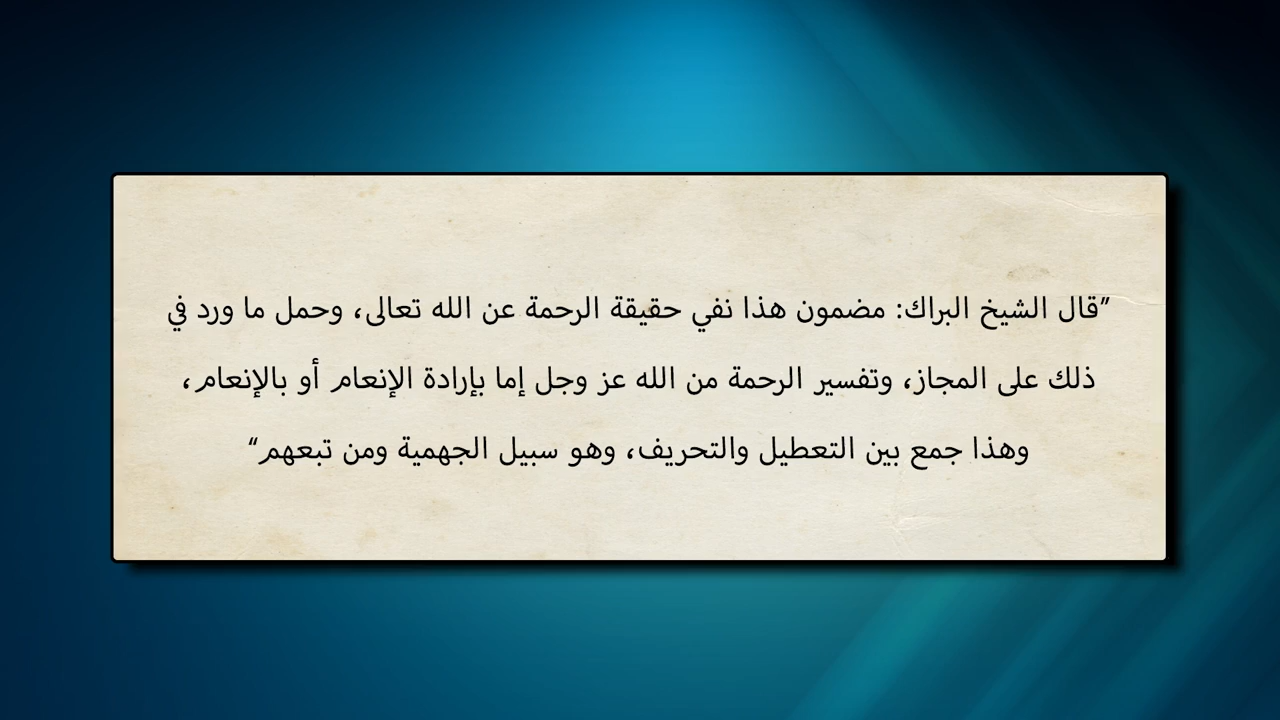 ”قال الشيخ البراك: مضمون هذا نفي حقيقة الرحمة عن الله تعالى، وحمل ما ورد في
ذلك على المجاز، وتفسير الرحمة من الله عز وجل إما بإرادة الإنعام أو بالإنعام،
وهذا جمع بين التعطيل والتحريف، وهو سبيل الجهمية ومن تبعهم“